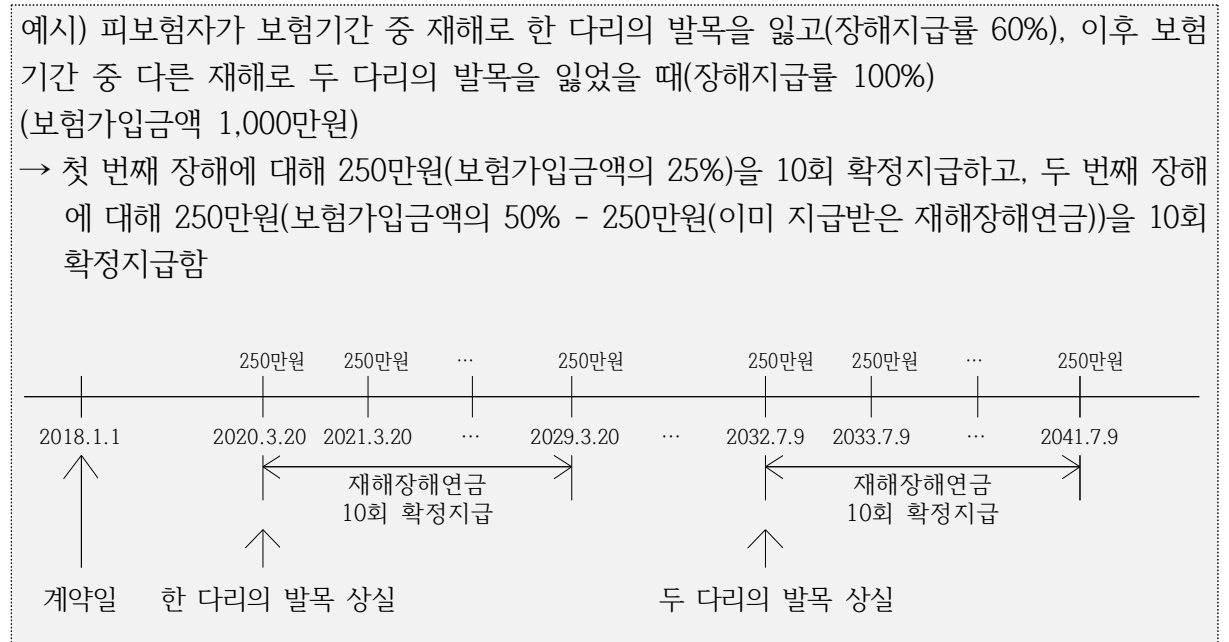 예시) 피보험자가 보험기간 중 재해로 한 다리의 발목을 잃고(장해지급률 60%), 이후 보험
기간 중 다른 재해로 두 다리의 발목을 잃었을 때(장해지급률 100%)
(보험가입금액 1,000만원)
→ 첫 번째 장해에 대해 250만원(보험가입금액의 25%)을 10회 확정지급하고, 두 번째 장해
에 대해 250만원(보험가입금액의 50% - 250만원(이미 지급받은 재해장해연금))을 10회
확정지급함
250만원 250만원 … 250만원 250만원 250만원 … 250만원
2018.1.1 2020.3.20 2021.3.20 … 2029.3.20 … 2032.7.9 2033.7.9 … 2041.7.9
재해장해연금 재해장해연금
10회 확정지급 10회 확정지급
계약일 한 다리의 발목 상실 두 다리의 발목 상실